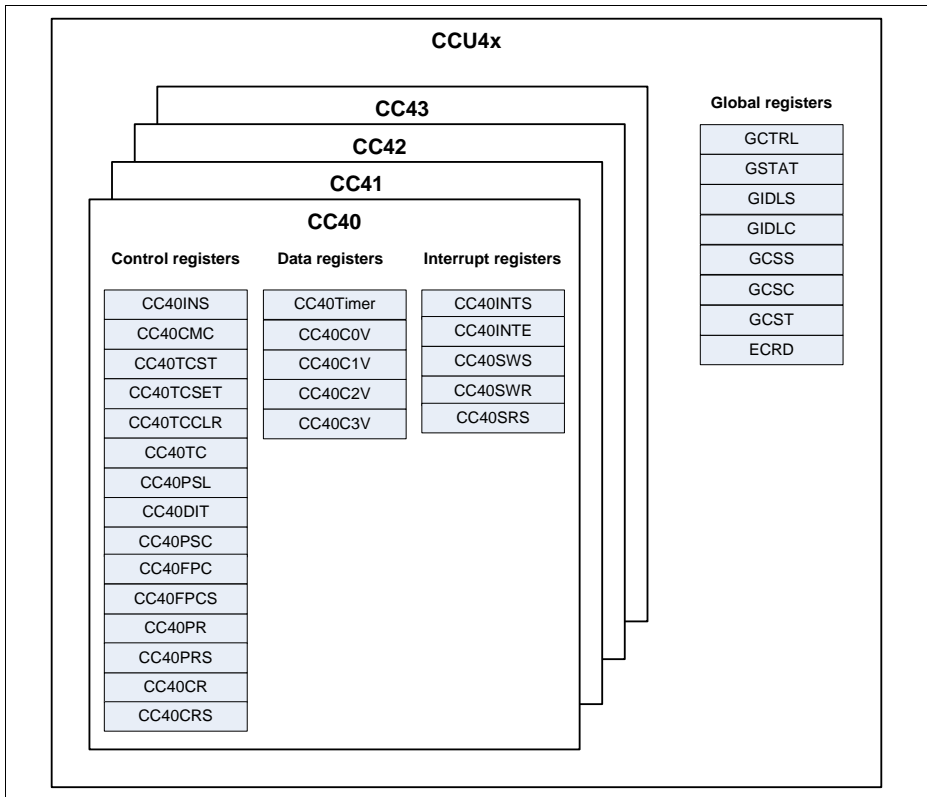 CCU4x
CC43
CC42
CC41
CC40
Control registers
CC40INS
CC40CMC
CC40TCST
CC40TCSET
CC40TCCLR
CC40TC
CC40PSL
CC40DIT
CC40PSC
CC40FPC
CC40FPCS
CC40PR
CC40PRS
CC40CR
CC40CRS
Data registers
CC40Timer
CC40C0V
CC40C1V
CC40C2V
CC40C3V
Interrupt registers
CC40INTS
CC40INTE
CC40SWS
CC40SWR
CC40SRS
Global registers
GCTRL
GSTAT
GIDLS
GIDLC
GCSS
GCSC
GCST
ECRD